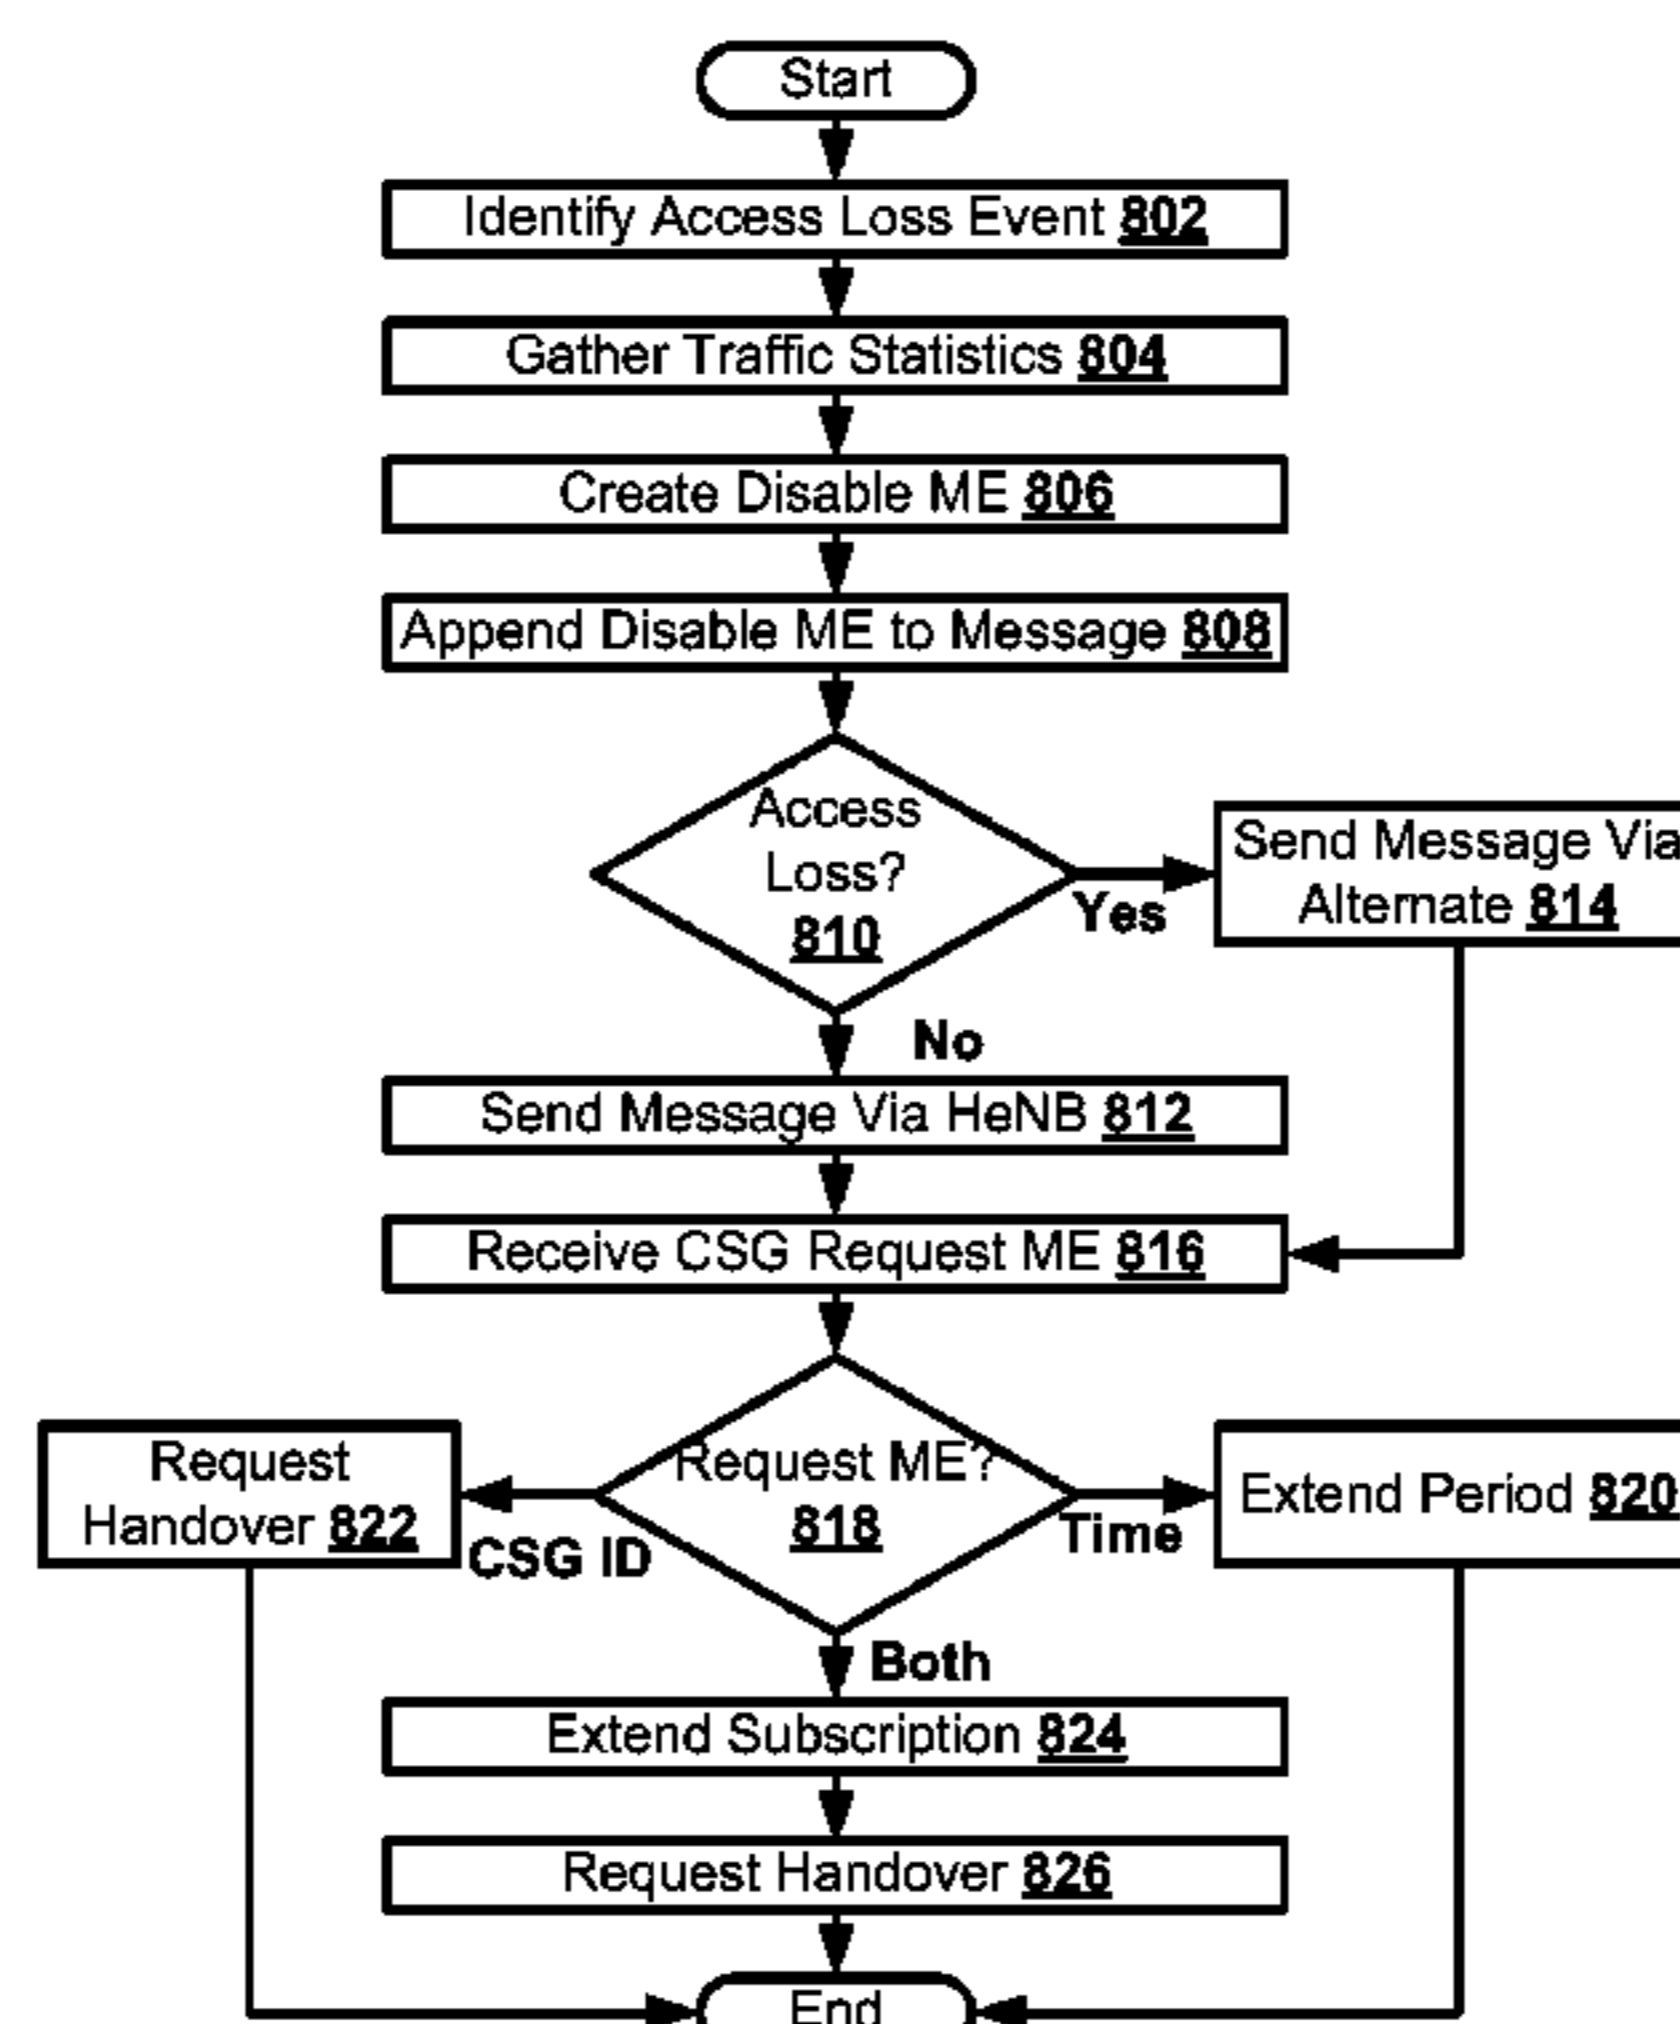 Start
Identify Access Loss Event 802
Gather Traffic Statistics 804
Create Disable ME 806
Append Disable ME to Message 808
Access
Loss?
810
Yes
Send Message Via
Alternate 814
No
Send Message Via HeNB 812
Receive CSG Request ME 816
Request ME?
818
Request
Handover 822
CSG ID
Time
Extend Period 820
Both
Extend Subscription 824
Request Handover 826
End